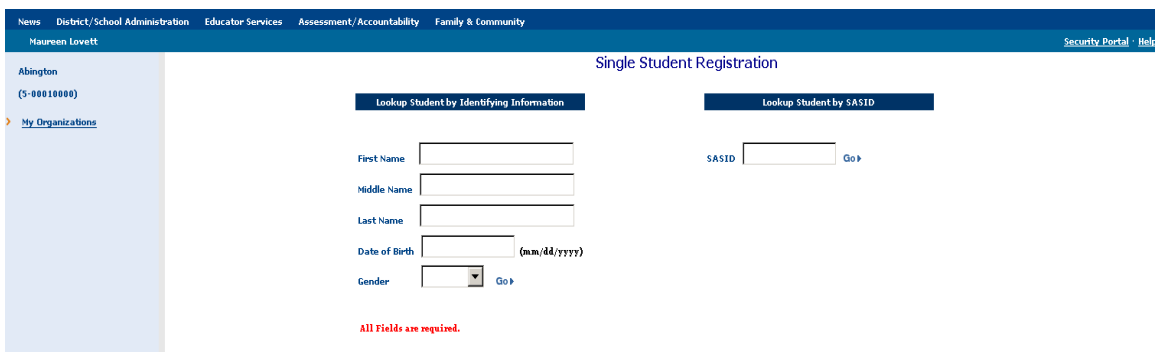 News District/School Administration Educator Services Assessment/Accountability Family & Community
Maureen Lovett Security Portal · Help
Abington
(5-00010000)
My Organizations
Single Student Registration
Lookup Student by Identifying Information
First Name
Middle Name
Last Name
Date of Birth (mm/dd/yyyy)
Gender Go
All Fields are required.
Lookup Student by SASID
SASID Go